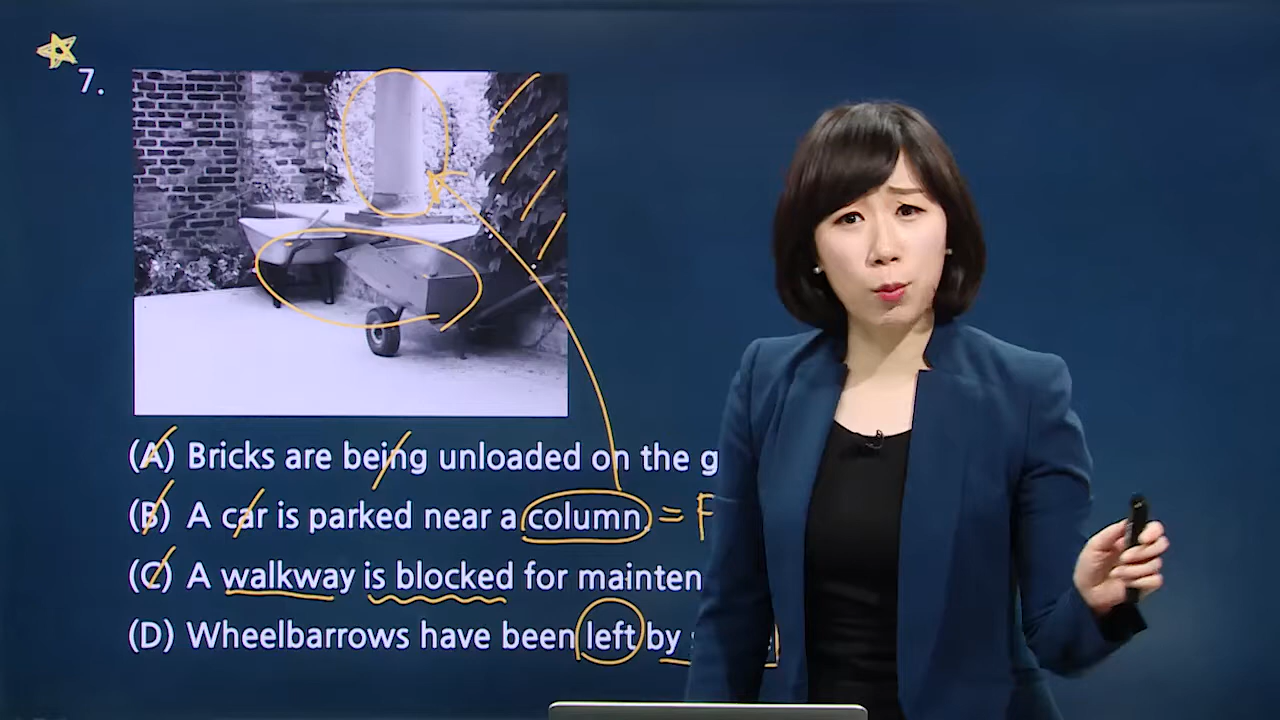 7.
(A) Bricks are being unloaded on the g
(B) A car is parked near a column. = P
(C) A walkway is blocked for mainten
(D) Wheelbarrows have been left by